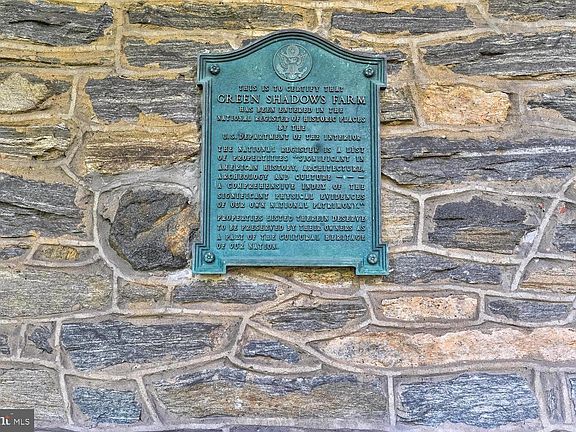 THIS IS TO CERTIFY THAT
GREEN SHADOWS FARM
HAS BEEN ENTERED IN THE
NATIONAL REGISTER OF HISTORIC PLACES
BY THE
U.S. DEPARTMENT OF THE INTERIOR
THE NATIONAL REGISTER IS A LIST
OF PROPERTIES "SIGNIFICANT IN
AMERICAN HISTORY, ARCHITECTURE,
ARCHEOLOGY AND CULTURE — —
A COMPREHENSIVE INDEX OF THE
SIGNIFICANT PHYSICAL EVIDENCES
OF OUR NATIONAL PATRIMONY."
PROPERTIES LISTED THEREIN DESERVE
TO BE PRESERVED BY THEIR OWNERS AS
A PART OF THE CULTURAL HERITAGE
OF OUR NATION.
MLS